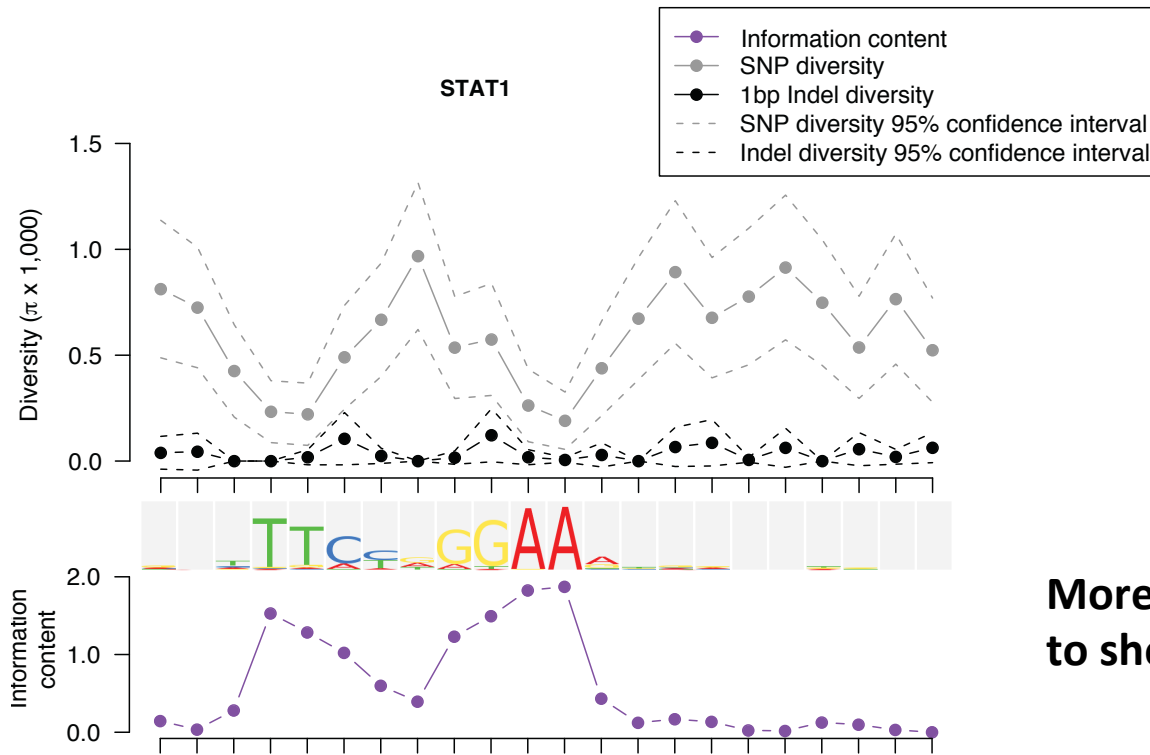 Information content
SNP diversity
1bp Indel diversity
SNP diversity 95% confidence interval
Indel diversity 95% confidence interval
STAT1
Diversity (π x 1,000)
1.5
1.0
0.5
0.0
TTCC GGAA
Information
content
2.0
1.0
0.0
More
to sho